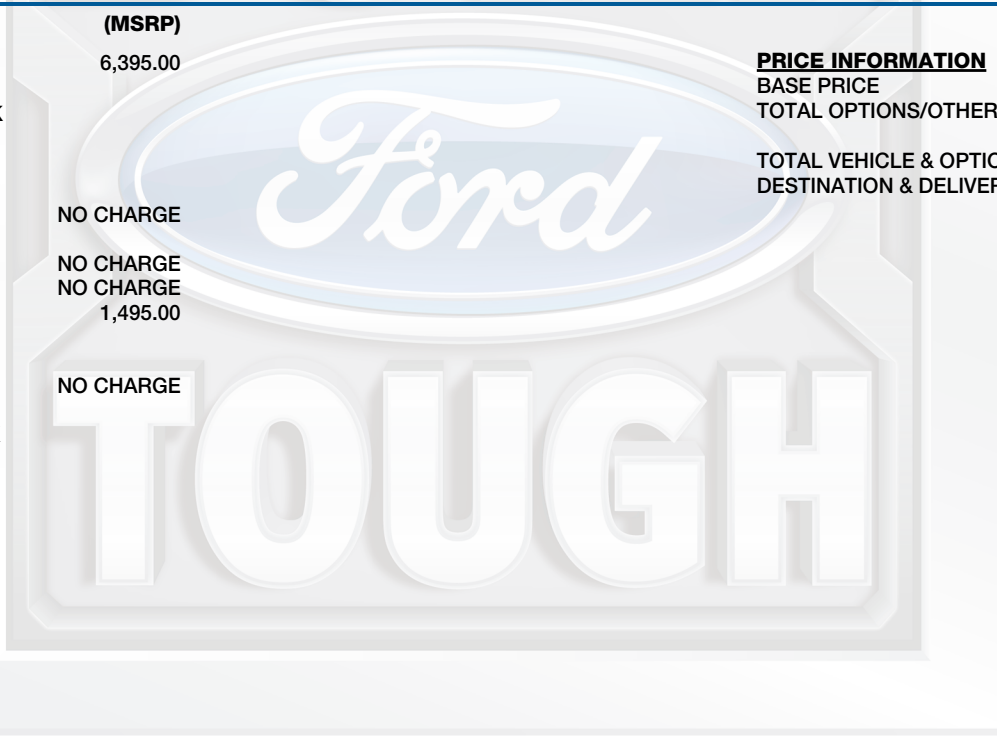 (MSRP)
6,395.00
NO CHARGE
NO CHARGE
NO CHARGE
1,495.00
NO CHARGE
PRICE INFORMATION
BASE PRICE
TOTAL OPTIONS/OTHER
TOTAL VEHICLE & OPTIO
DESTINATION & DELIVER
Ford
TOUGH